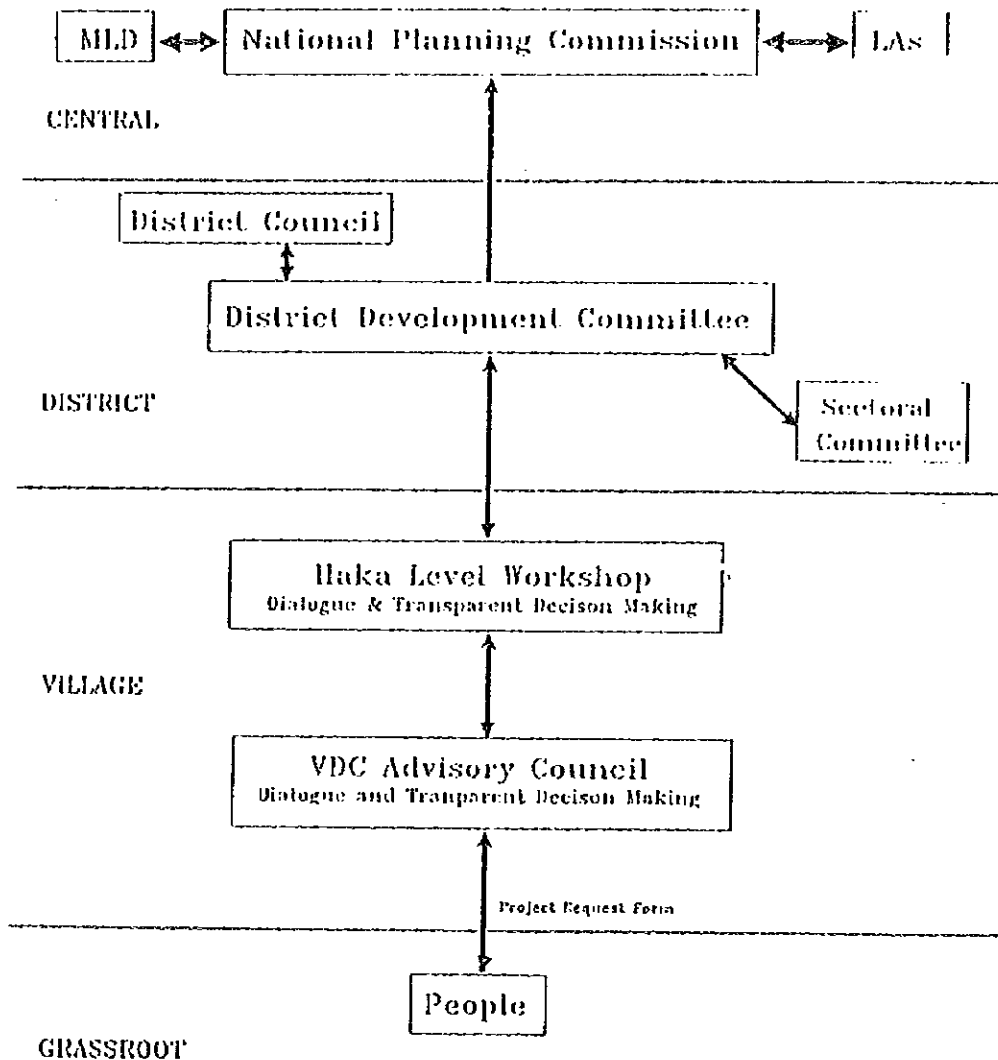 MLD
National Planning Commission
LAs
CENTRAL
District Council
District Development Committee
DISTRICT
Sectoral
Committee
Ilaka Level Workshop
Dialogue & Transparent Decison Making
VILLAGE
VDC Advisory Council
Dialogue and Tranparent Decison Making
Project Request Form
People
GRASSROOT